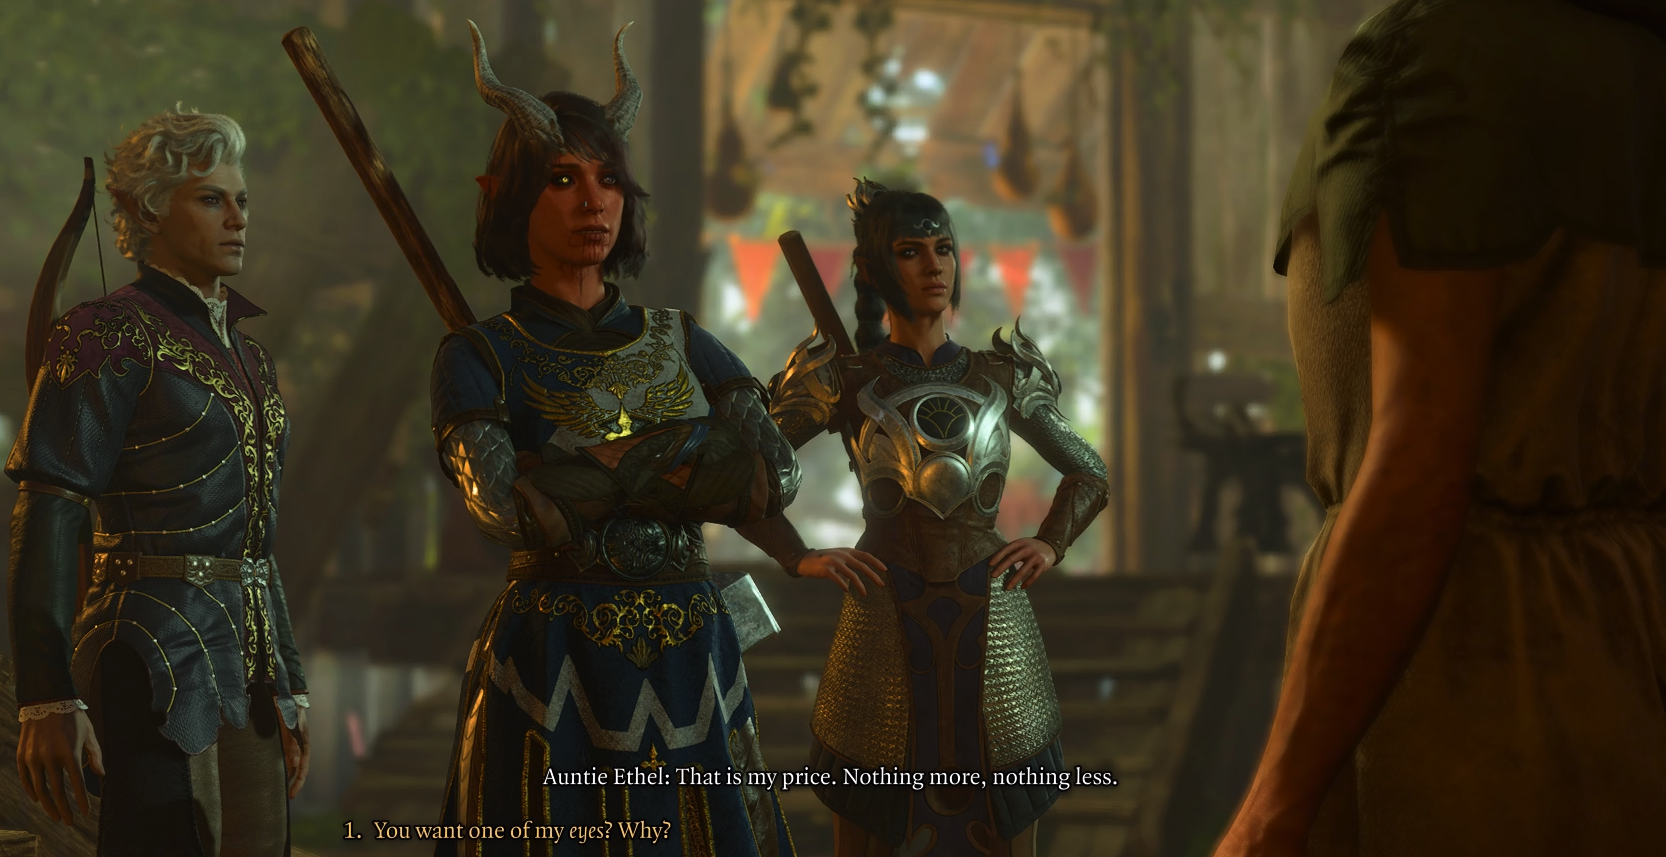 Auntie Ethel: That is my price. Nothing more, nothing less.
1. You want one of my eyes? Why?